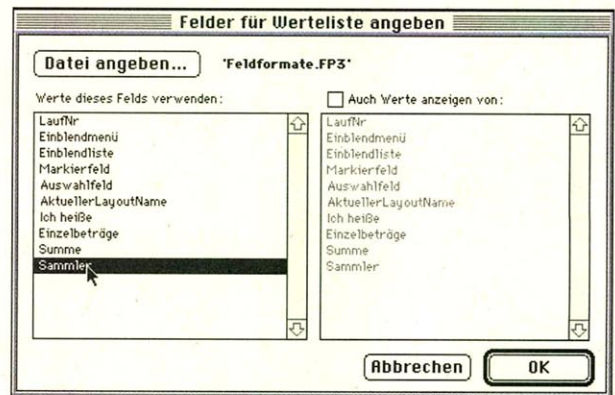 Felder für Werteliste angeben
Datei angeben... 'Feldformate.FP3'
Werte dieses Felds verwenden:
LaufNr
Einblendmenü
Einblendliste
Markierfeld
Auswahlfeld
AktuellerLayoutName
Ich heiße
Einzelbeträge
Summe
Sammler
Auch Werte anzeigen von:
LaufNr
Einblendmenü
Einblendliste
Markierfeld
Auswahlfeld
AktuellerLayoutName
Ich heiße
Einzelbeträge
Summe
Sammler
Abbrechen
OK